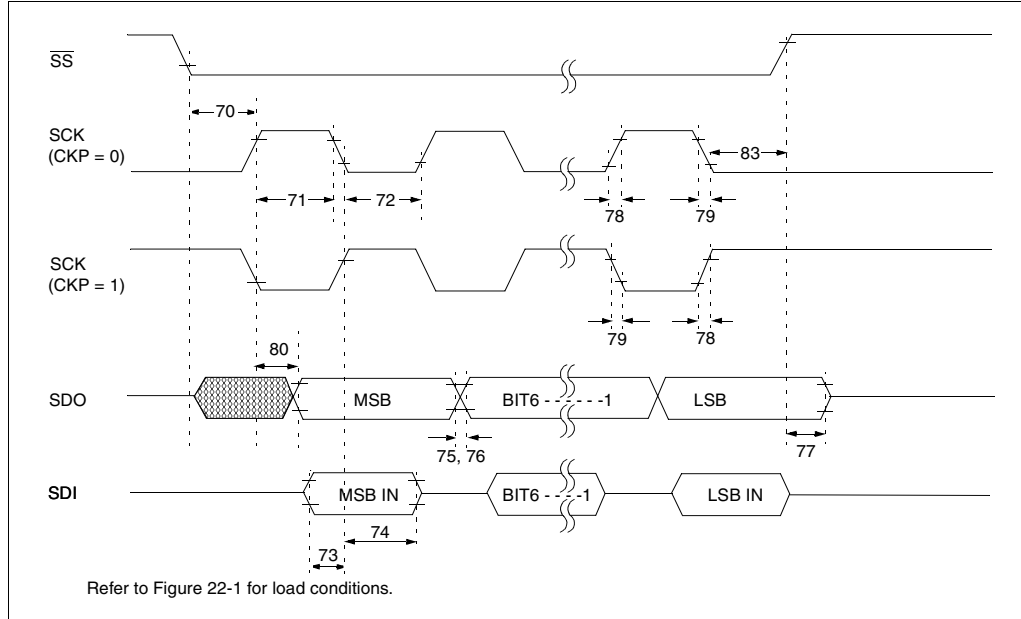 SS
70
SCK
(CKP = 0)
83
71
72
78
79
SCK
(CKP = 1)
79
78
80
SDO
MSB
BIT6 - - - - - -1
LSB
75, 76
77
SDI
MSB IN
BIT6 - - - -1
LSB IN
74
73
Refer to Figure 22-1 for load conditions.